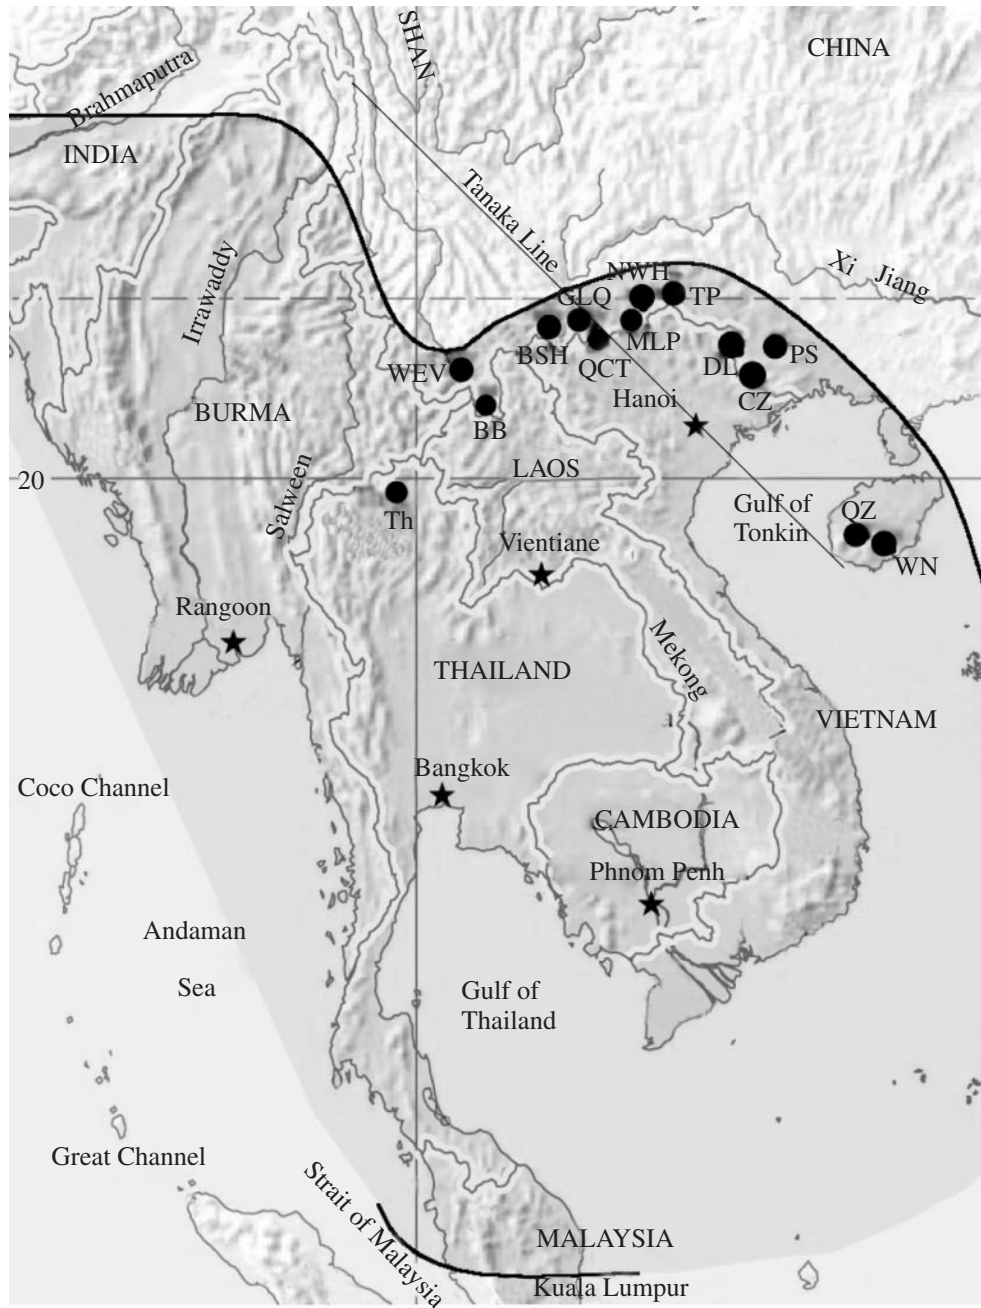 SHAN
CHINA
Brahmaputra
INDIA
Tanaka Line
Xi Jiang
Irrawaddy
NWH
GLQ
TP
BSH
MLP
QCT
WEV
DL
PS
CZ
Hanoi
BURMA
BB
LAOS
20
Salween
Th
Gulf of
Tonkin
QZ
WN
Vientiane
Rangoon
Mekong
THAILAND
VIETNAM
Bangkok
Coco Channel
CAMBODIA
Phnom Penh
Andaman
Sea
Gulf of
Thailand
Great Channel
Strait of Malaysia
MALAYSIA
Kuala Lumpur